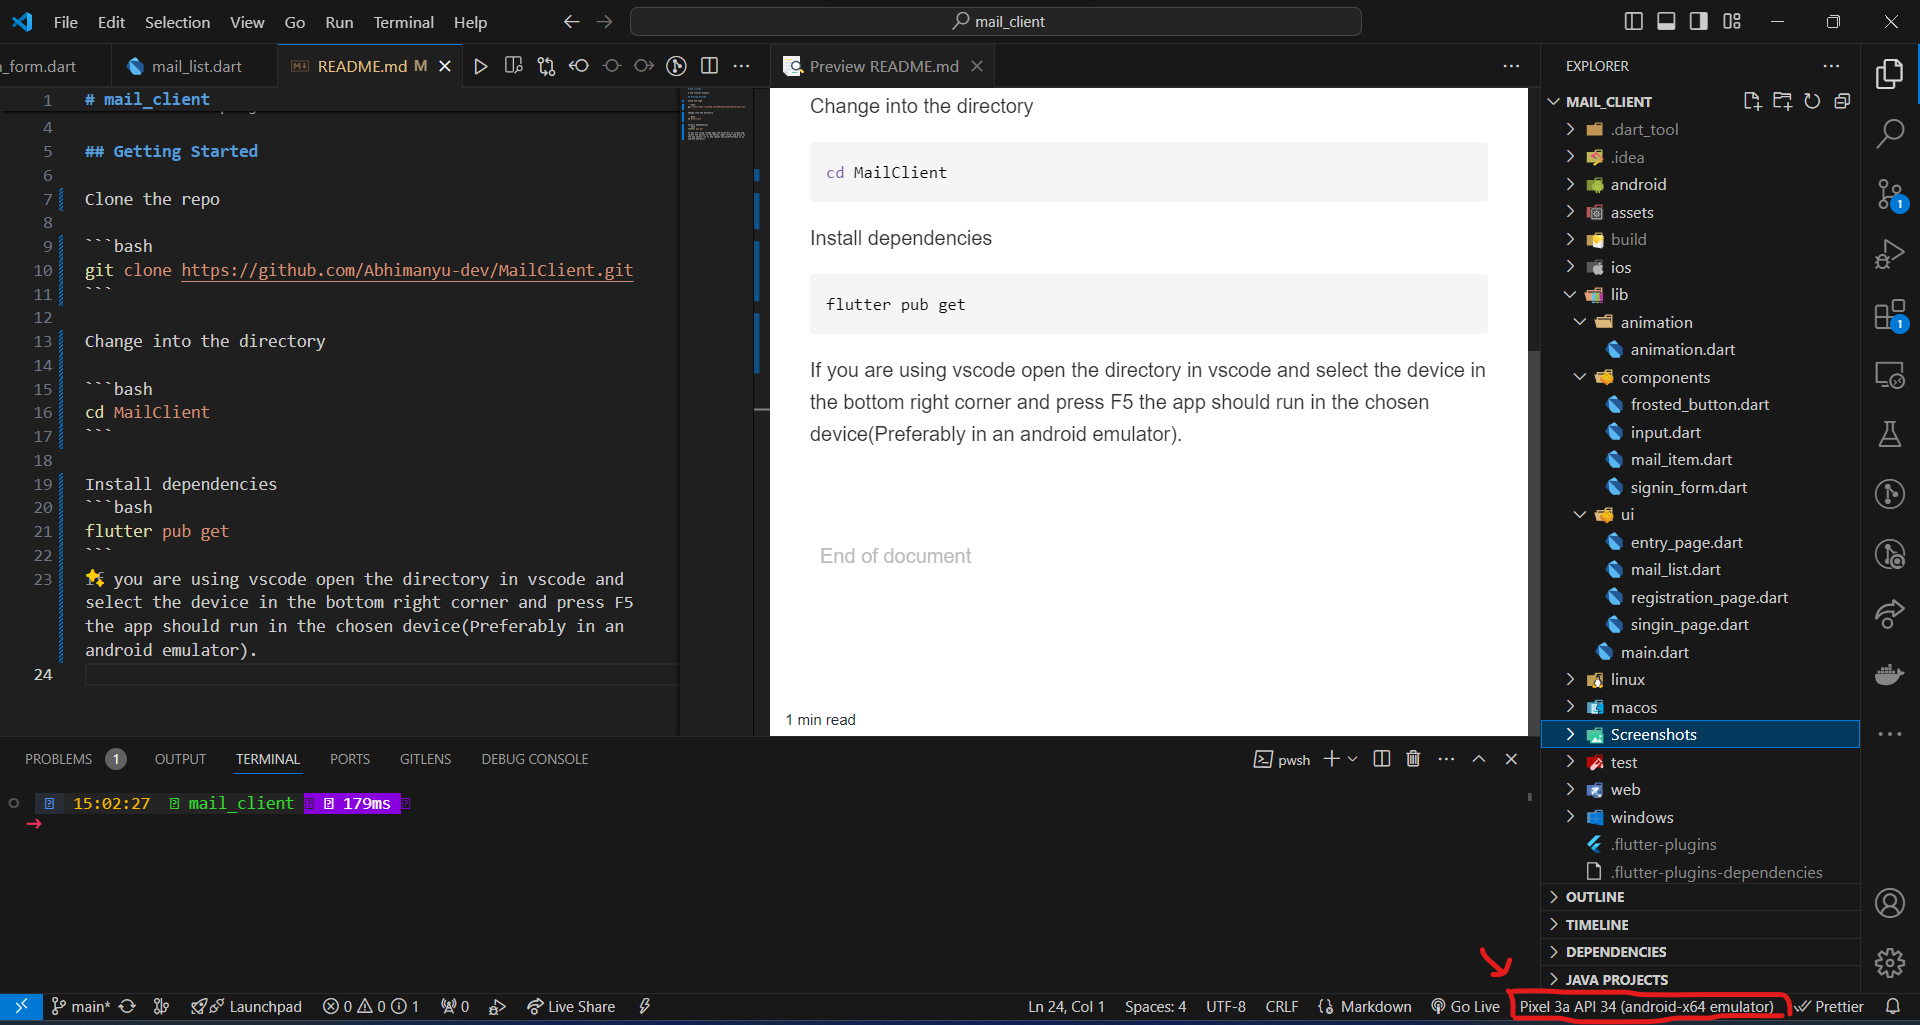 File Edit Selection View Go Run Terminal Help
mail_client
_form.dart
mail_list.dart
README.md M
Preview README.md
1 # mail_client
4
5 ## Getting Started
6
7 Clone the repo
8
9 ```bash
10 git clone https://github.com/Abhimanyu-dev/MailClient.git
11 ```
12
13 Change into the directory
14
15 ```bash
16 cd MailClient
17 ```
18
19 Install dependencies
20 ```bash
21 flutter pub get
22 ```
23 If you are using vscode open the directory in vscode and
select the device in the bottom right corner and press F5
the app should run in the chosen device(Preferably in an
android emulator).
24
Change into the directory
cd MailClient
Install dependencies
flutter pub get
If you are using vscode open the directory in vscode and select the device in
the bottom right corner and press F5 the app should run in the chosen
device(Preferably in an android emulator).
End of document
1 min read
EXPLORER
MAIL_CLIENT
.dart_tool
.idea
android
assets
build
ios
lib
animation
animation.dart
components
frosted_button.dart
input.dart
mail_item.dart
signin_form.dart
ui
entry_page.dart
mail_list.dart
registration_page.dart
singin_page.dart
main.dart
linux
macos
Screenshots
test
web
windows
.flutter-plugins
.flutter-plugins-dependencies
OUTLINE
TIMELINE
DEPENDENCIES
JAVA PROJECTS
1
1
PROBLEMS 1 OUTPUT TERMINAL PORTS GITLENS DEBUG CONSOLE
pwsh
15:02:27 mail_client 179ms
main* Launchpad 0 0 1 0 Live Share
Ln 24, Col 1 Spaces: 4 UTF-8 CRLF Markdown Go Live Pixel 3a API 34 (android-x64 emulator) Prettier